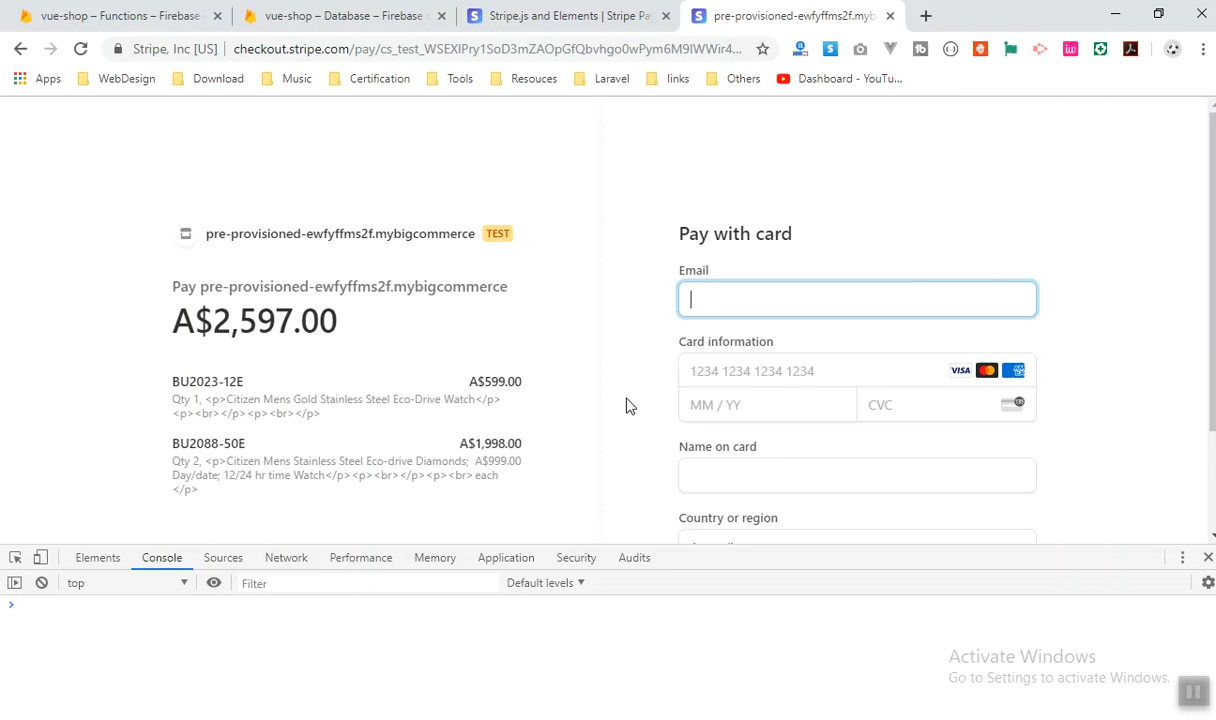 vue-shop – Functions – Firebase
vue-shop – Database – Firebase c
Stripe.js and Elements | Stripe Pay
pre-provisioned-ewfyffms2f.myb
Stripe, Inc [US]
checkout.stripe.com/pay/cs_test_WSEXlPry1SoD3mZAOpGfQbvhgo0wPym6M9IWWir4...
Apps
WebDesign
Download
Music
Certification
Tools
Resouces
Laravel
links
Others
Dashboard - YouTu...
pre-provisioned-ewfyffms2f.mybigcommerce
TEST
Pay pre-provisioned-ewfyffms2f.mybigcommerce
A$2,597.00
BU2023-12E A$599.00
Qty 1, <p>Citizen Mens Gold Stainless Steel Eco-Drive Watch</p>
<p><br></p><p><br></p>
BU2088-50E A$1,998.00
Qty 2, <p>Citizen Mens Stainless Steel Eco-drive Diamonds; A$999.00
Day/date; 12/24 hr time Watch</p><p><br></p><p><br> each
</p>
Pay with card
Email
Card information
1234 1234 1234 1234
VISA
MM / YY
CVC
Name on card
Country or region
Elements
Console
Sources
Network
Performance
Memory
Application
Security
Audits
top
Filter
Default levels
Activate Windows
Go to Settings to activate Windows.